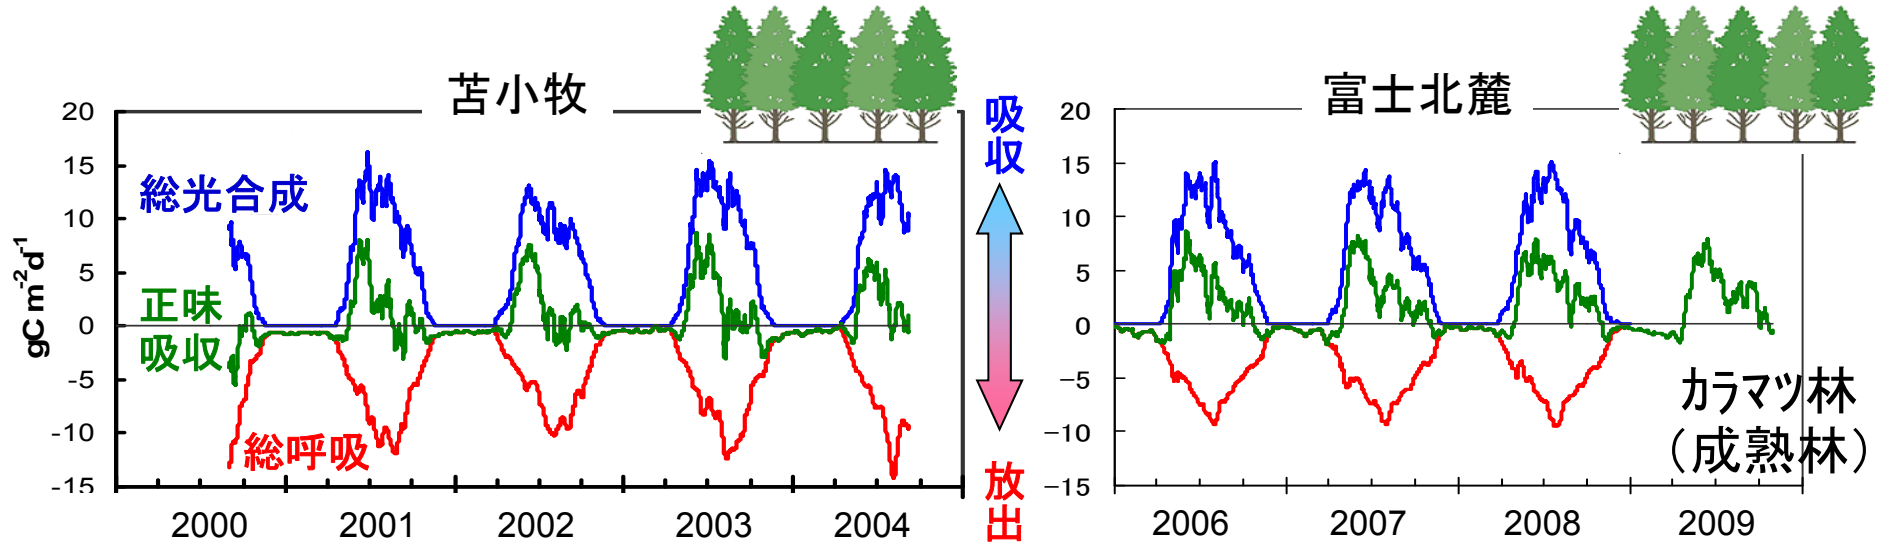 苫小牧
20
15
10
5
0
-5
-10
-15
gC m-2d-1
総光合成
正味
吸収
総呼吸
2000
2001
2002
2003
2004
吸収
放出
富士北麓
20
15
10
5
0
−5
−10
−15
カラマツ林
（成熟林）
2006
2007
2008
2009